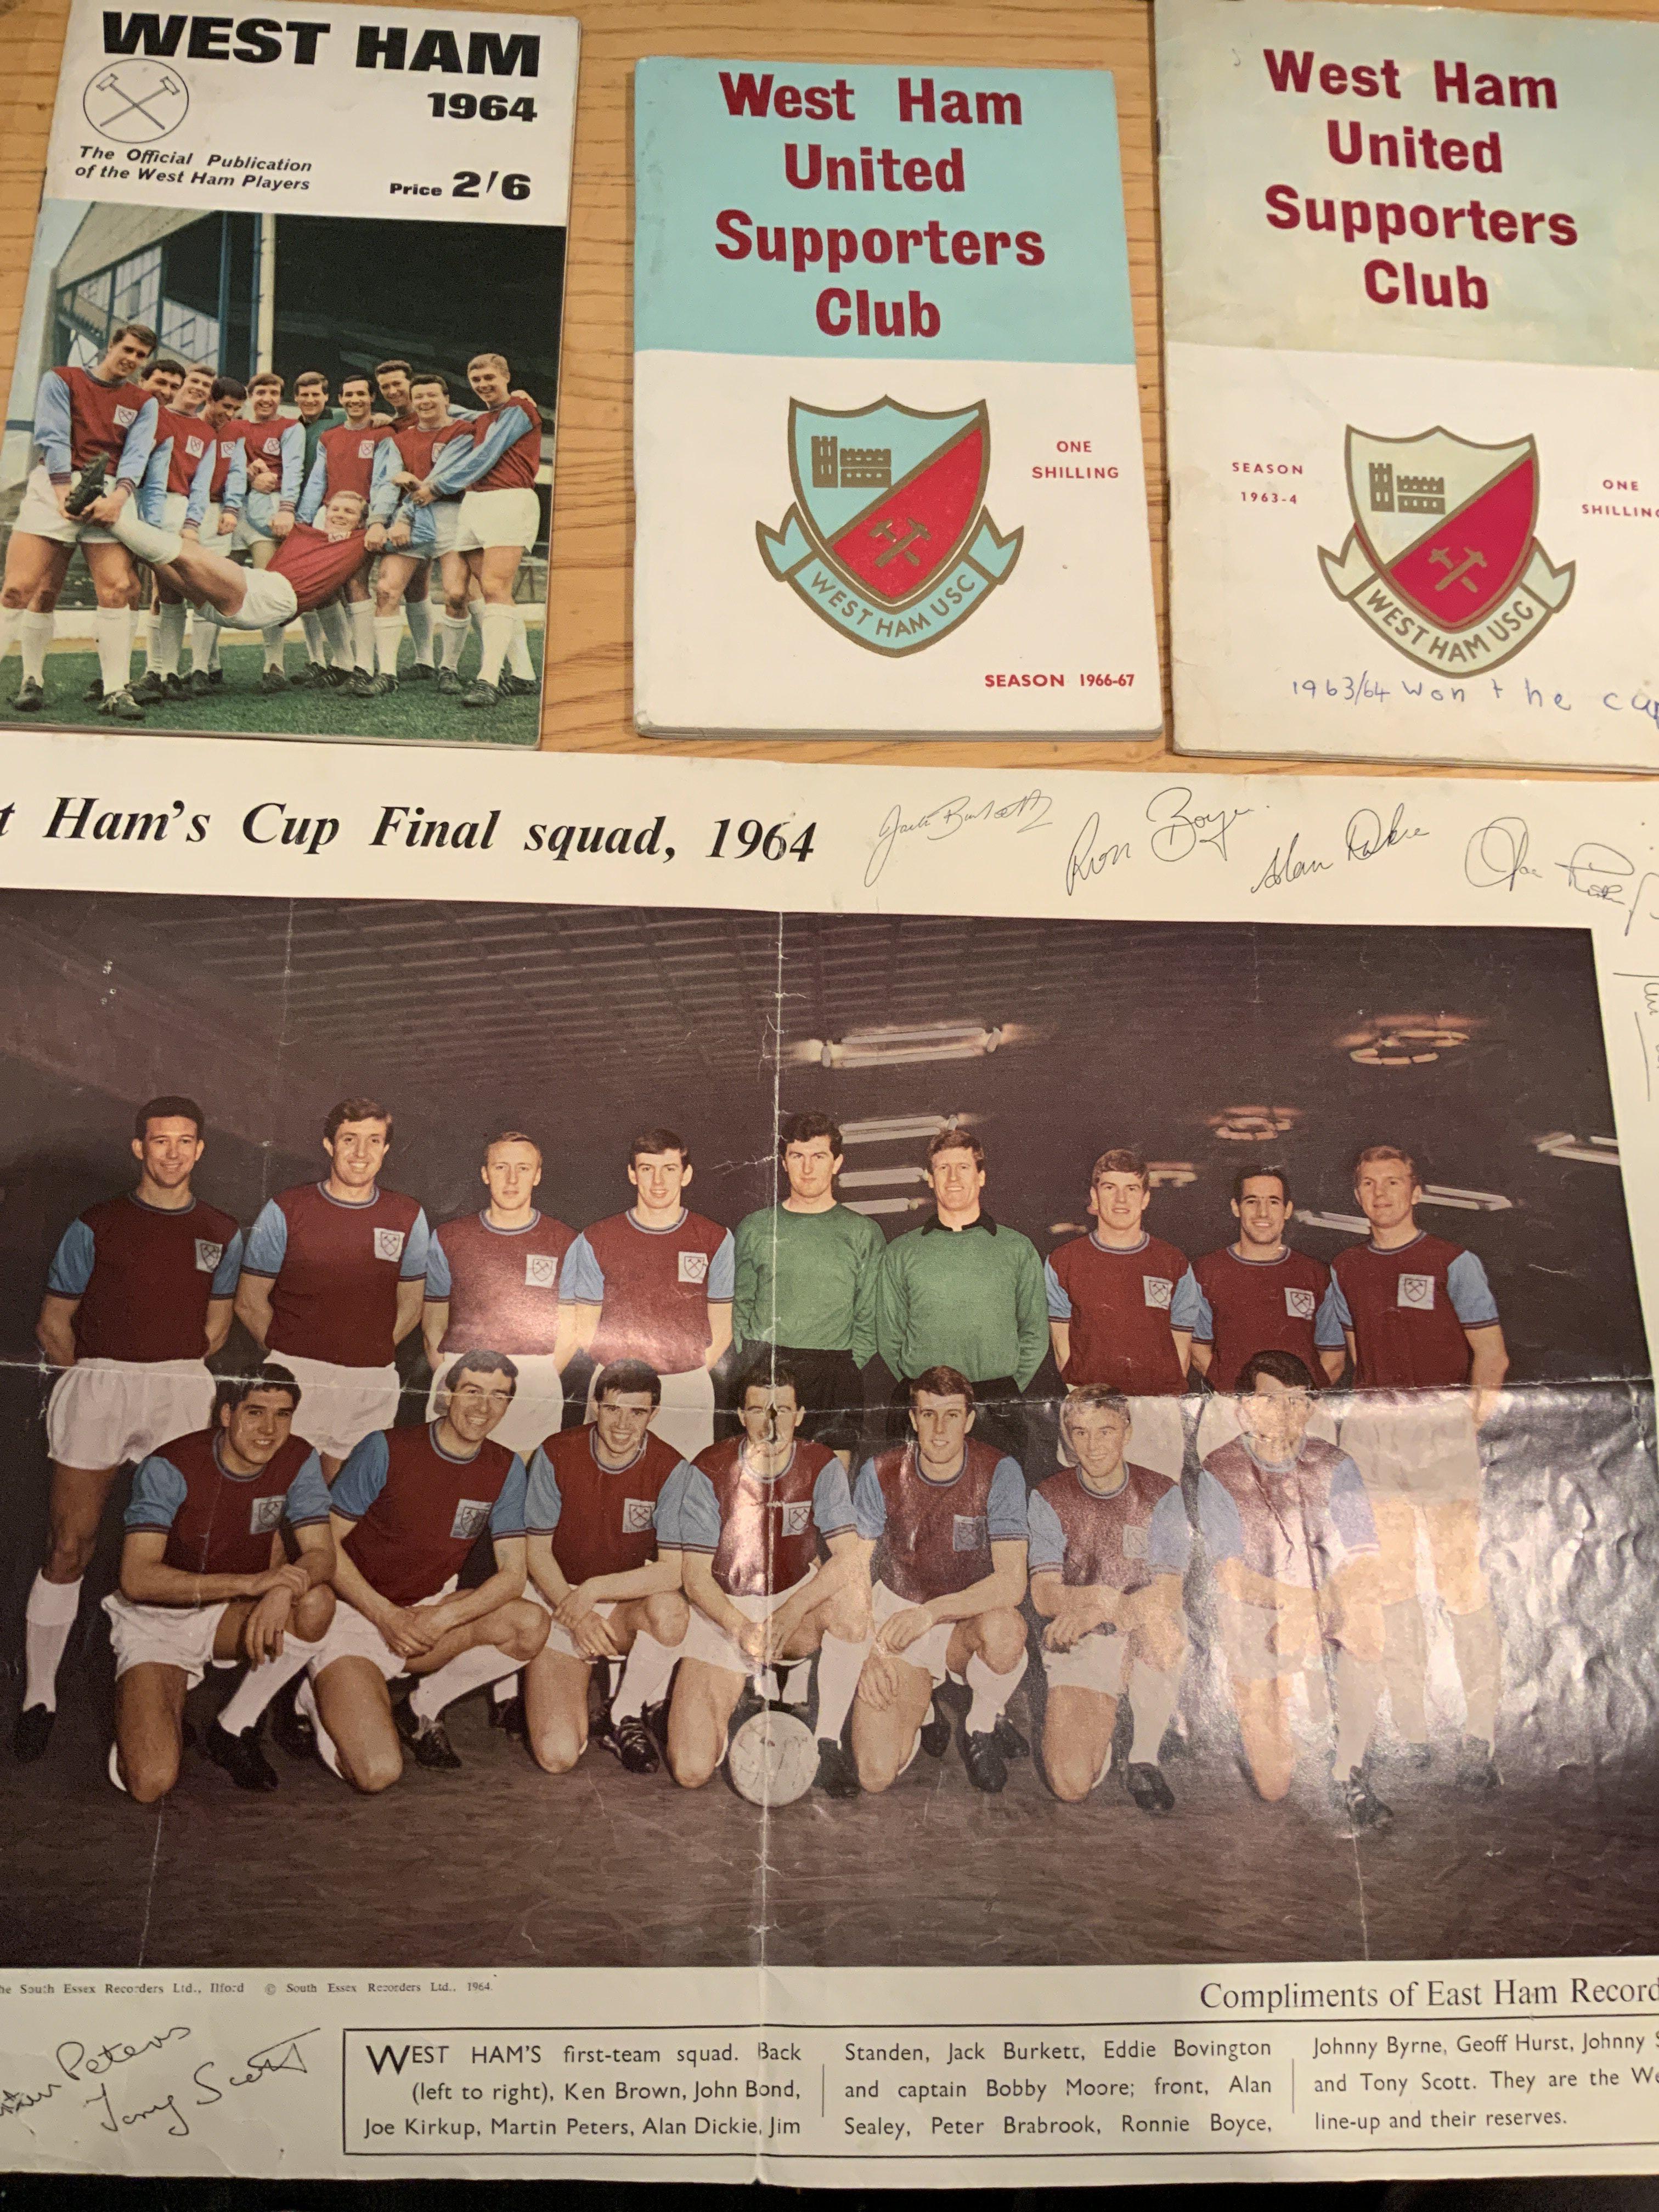 WEST HAM
1964
The Official Publication
of the West Ham Players
Price 2'6
West Ham
United
Supporters
Club
ONE
SHILLING
WEST HAM USC
SEASON 1966-67
West Ham
United
Supporters
Club
SEASON
1963-4
ONE
SHILLING
WEST HAM USC
1963/64 Won the cup
t Ham's Cup Final squad, 1964
Jack Burkett
Ron Boyce
Alan Dickie
he South Essex Recorders Ltd., Ilford © South Essex Recorders Ltd., 1964.
Compliments of East Ham Record
Peters
Tony Scott
WEST HAM'S first-team squad. Back
(left to right), Ken Brown, John Bond,
Joe Kirkup, Martin Peters, Alan Dickie, Jim
Standen, Jack Burkett, Eddie Bovington
and captain Bobby Moore; front, Alan
Sealey, Peter Brabrook, Ronnie Boyce,
Johnny Byrne, Geoff Hurst, Johnny S
and Tony Scott. They are the We
line-up and their reserves.